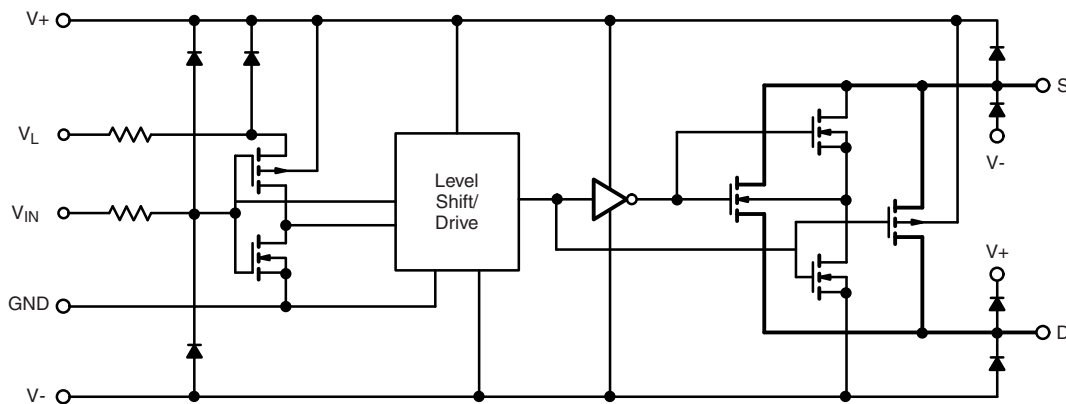 V+
S
VL
V-
Level
Shift/
Drive
VIN
V+
GND
D
V-